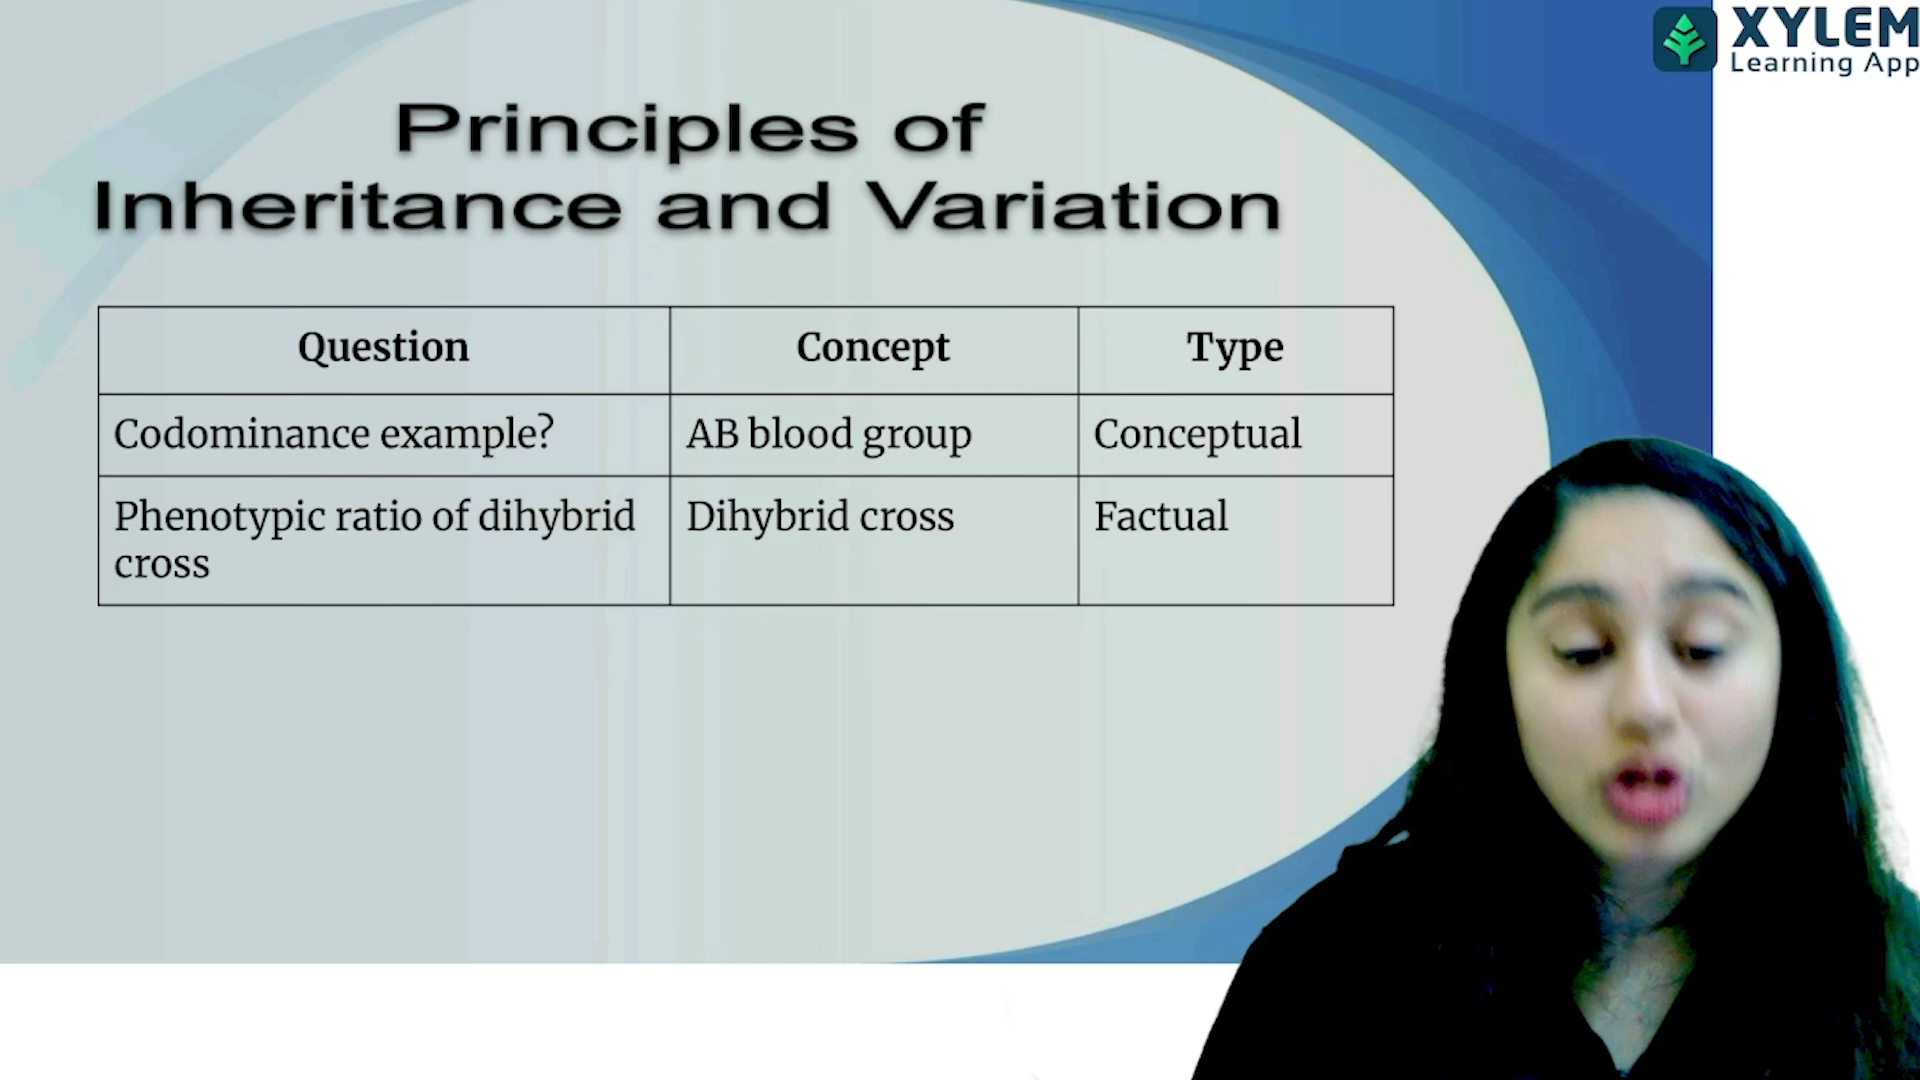 XYLEM
Learning App
Principles of
Inheritance and Variation
Question
Concept
Type
Codominance example?
AB blood group
Conceptual
Phenotypic ratio of dihybrid
cross
Dihybrid cross
Factual